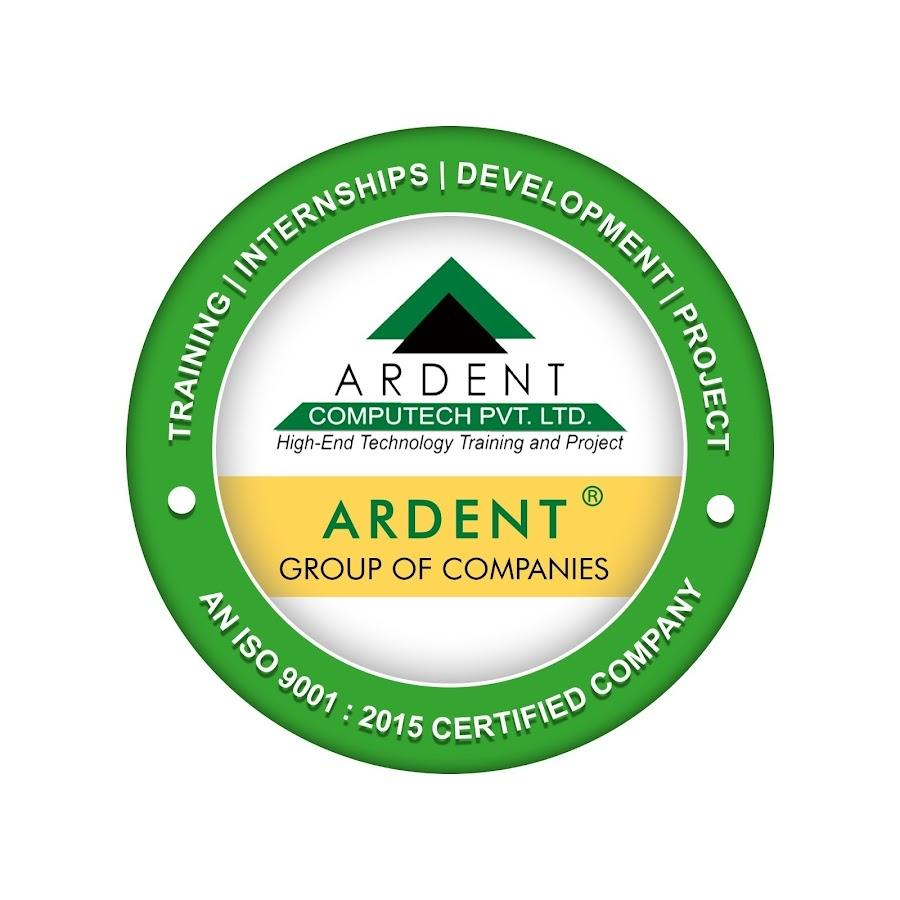 TRAINING | INTERNSHIPS | DEVELOPMENT | PROJECT
ARDENT
COMPUTECH PVT. LTD.
High-End Technology Training and Project
ARDENT ®
GROUP OF COMPANIES
AN ISO 9001 : 2015 CERTIFIED COMPANY